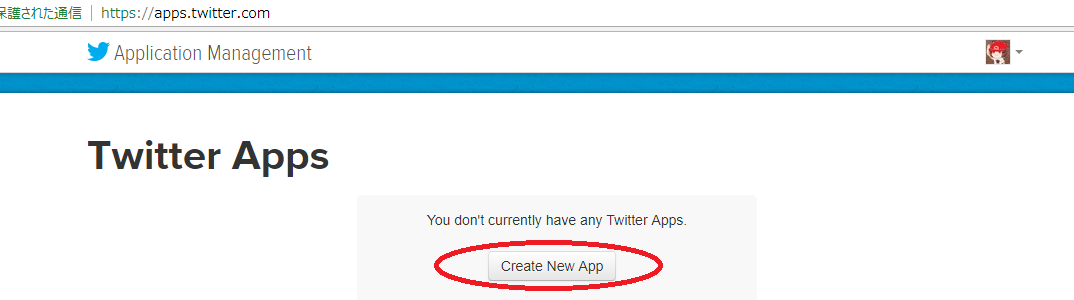 保護された通信 https://apps.twitter.com
Application Management
Twitter Apps
You don't currently have any Twitter Apps.
Create New App